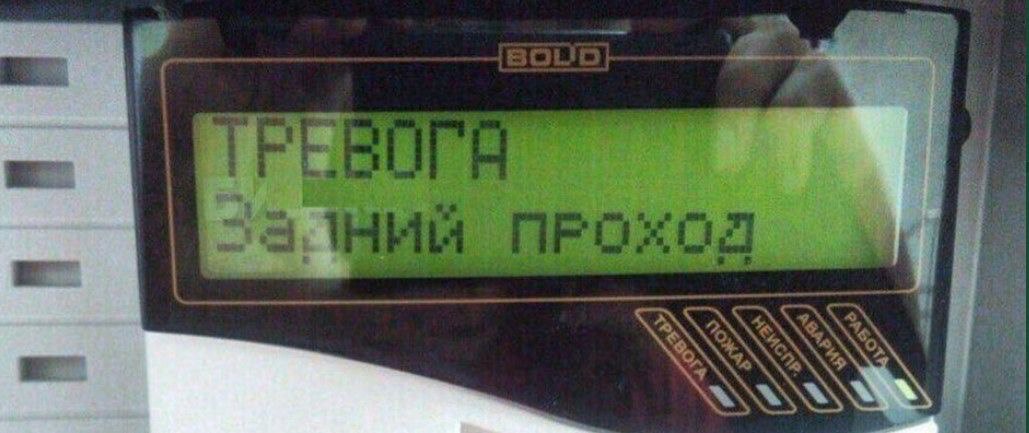 BOLID
ТРЕВОГА
Задний проход
ТРЕВОГА
ПОЖАР
НЕИСПР.
АВАРИЯ
РАБОТА